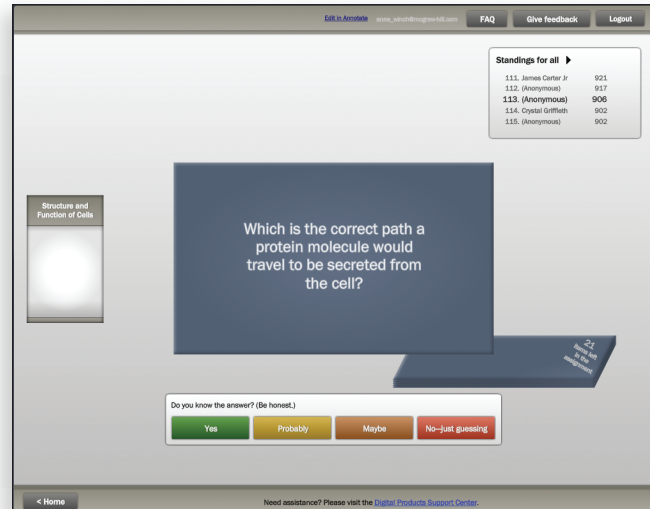 Edit in Annotate
FAQ
Give feedback
Logout
Standings for all
111. James Carter Jr 921
112. (Anonymous) 917
113. (Anonymous) 906
114. Crystal Griffieth 902
115. (Anonymous) 902
Structure and
Function of Cells
Which is the correct path a
protein molecule would
travel to be secreted from
the cell?
21
items left
in the
assignment
Do you know the answer? (Be honest.)
Yes
Probably
Maybe
No—just guessing
< Home
Need assistance? Please visit the Digital Products Support Center.